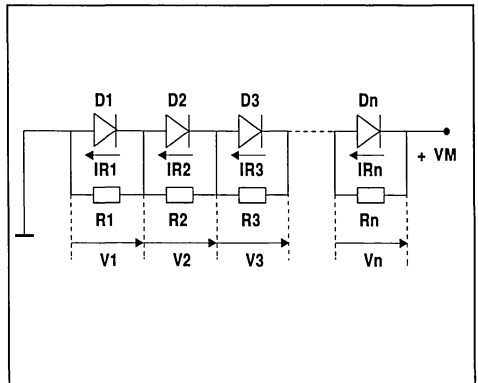 D1 D2 D3 Dn
IR1 IR2 IR3 IRn + VM
R1 R2 R3 Rn
V1 V2 V3 Vn